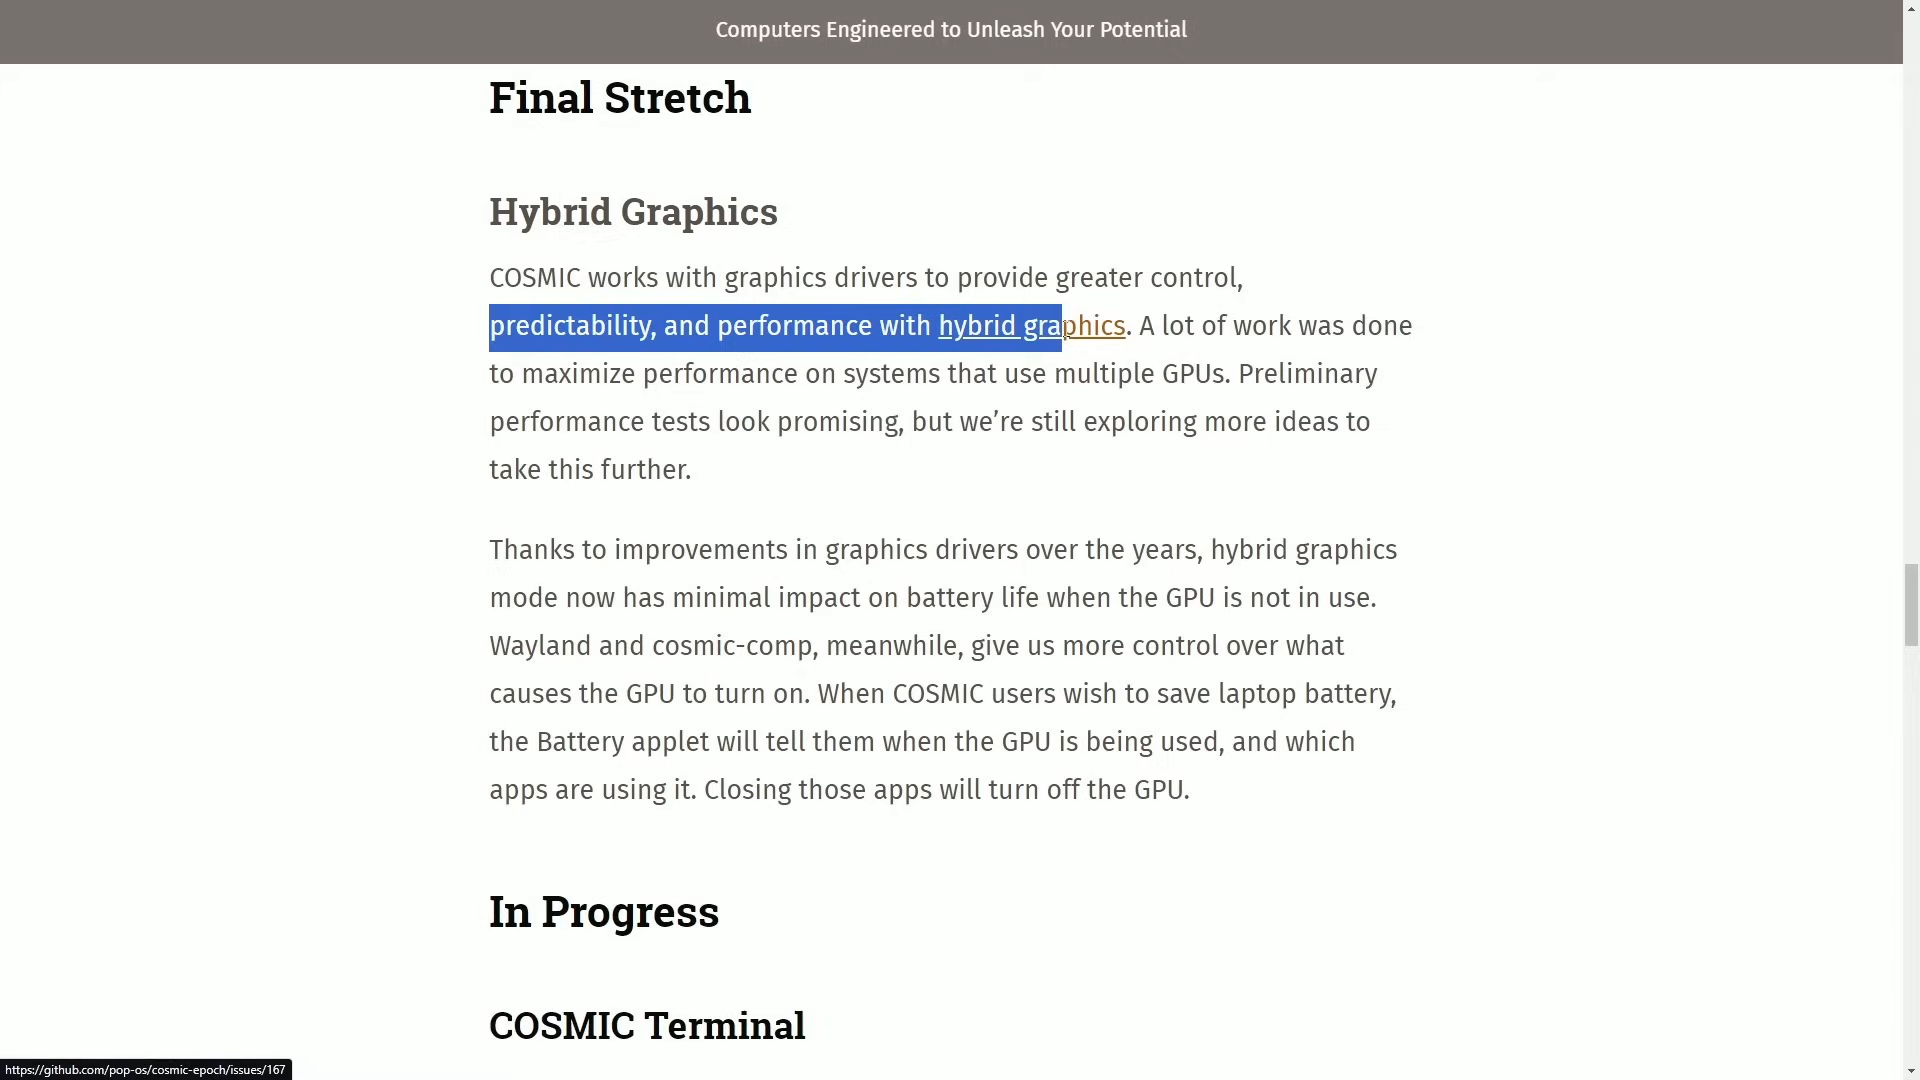 Computers Engineered to Unleash Your Potential
Final Stretch
Hybrid Graphics
COSMIC works with graphics drivers to provide greater control,
predictability, and performance with hybrid graphics. A lot of work was done
to maximize performance on systems that use multiple GPUs. Preliminary
performance tests look promising, but we’re still exploring more ideas to
take this further.
Thanks to improvements in graphics drivers over the years, hybrid graphics
mode now has minimal impact on battery life when the GPU is not in use.
Wayland and cosmic-comp, meanwhile, give us more control over what
causes the GPU to turn on. When COSMIC users wish to save laptop battery,
the Battery applet will tell them when the GPU is being used, and which
apps are using it. Closing those apps will turn off the GPU.
In Progress
COSMIC Terminal
https://github.com/pop-os/cosmic-epoch/issues/167